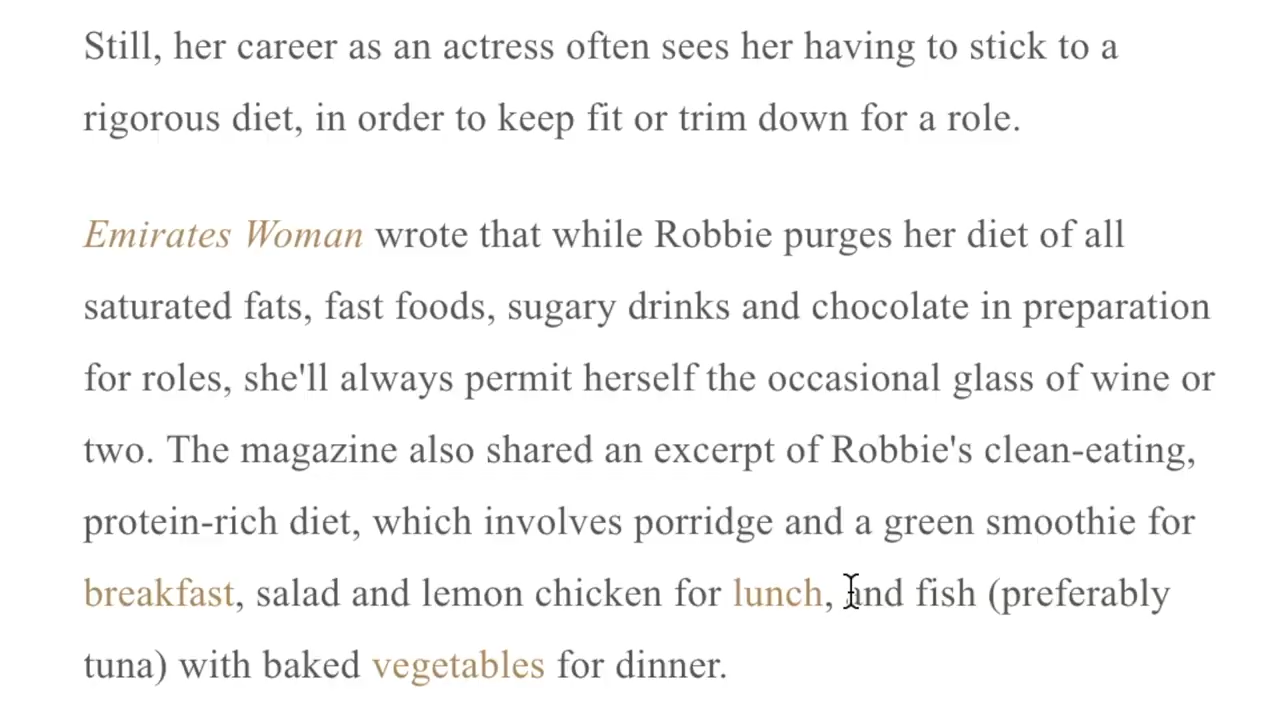 Still, her career as an actress often sees her having to stick to a
rigorous diet, in order to keep fit or trim down for a role.
Emirates Woman wrote that while Robbie purges her diet of all
saturated fats, fast foods, sugary drinks and chocolate in preparation
for roles, she'll always permit herself the occasional glass of wine or
two. The magazine also shared an excerpt of Robbie's clean-eating,
protein-rich diet, which involves porridge and a green smoothie for
breakfast, salad and lemon chicken for lunch, and fish (preferably
tuna) with baked vegetables for dinner.